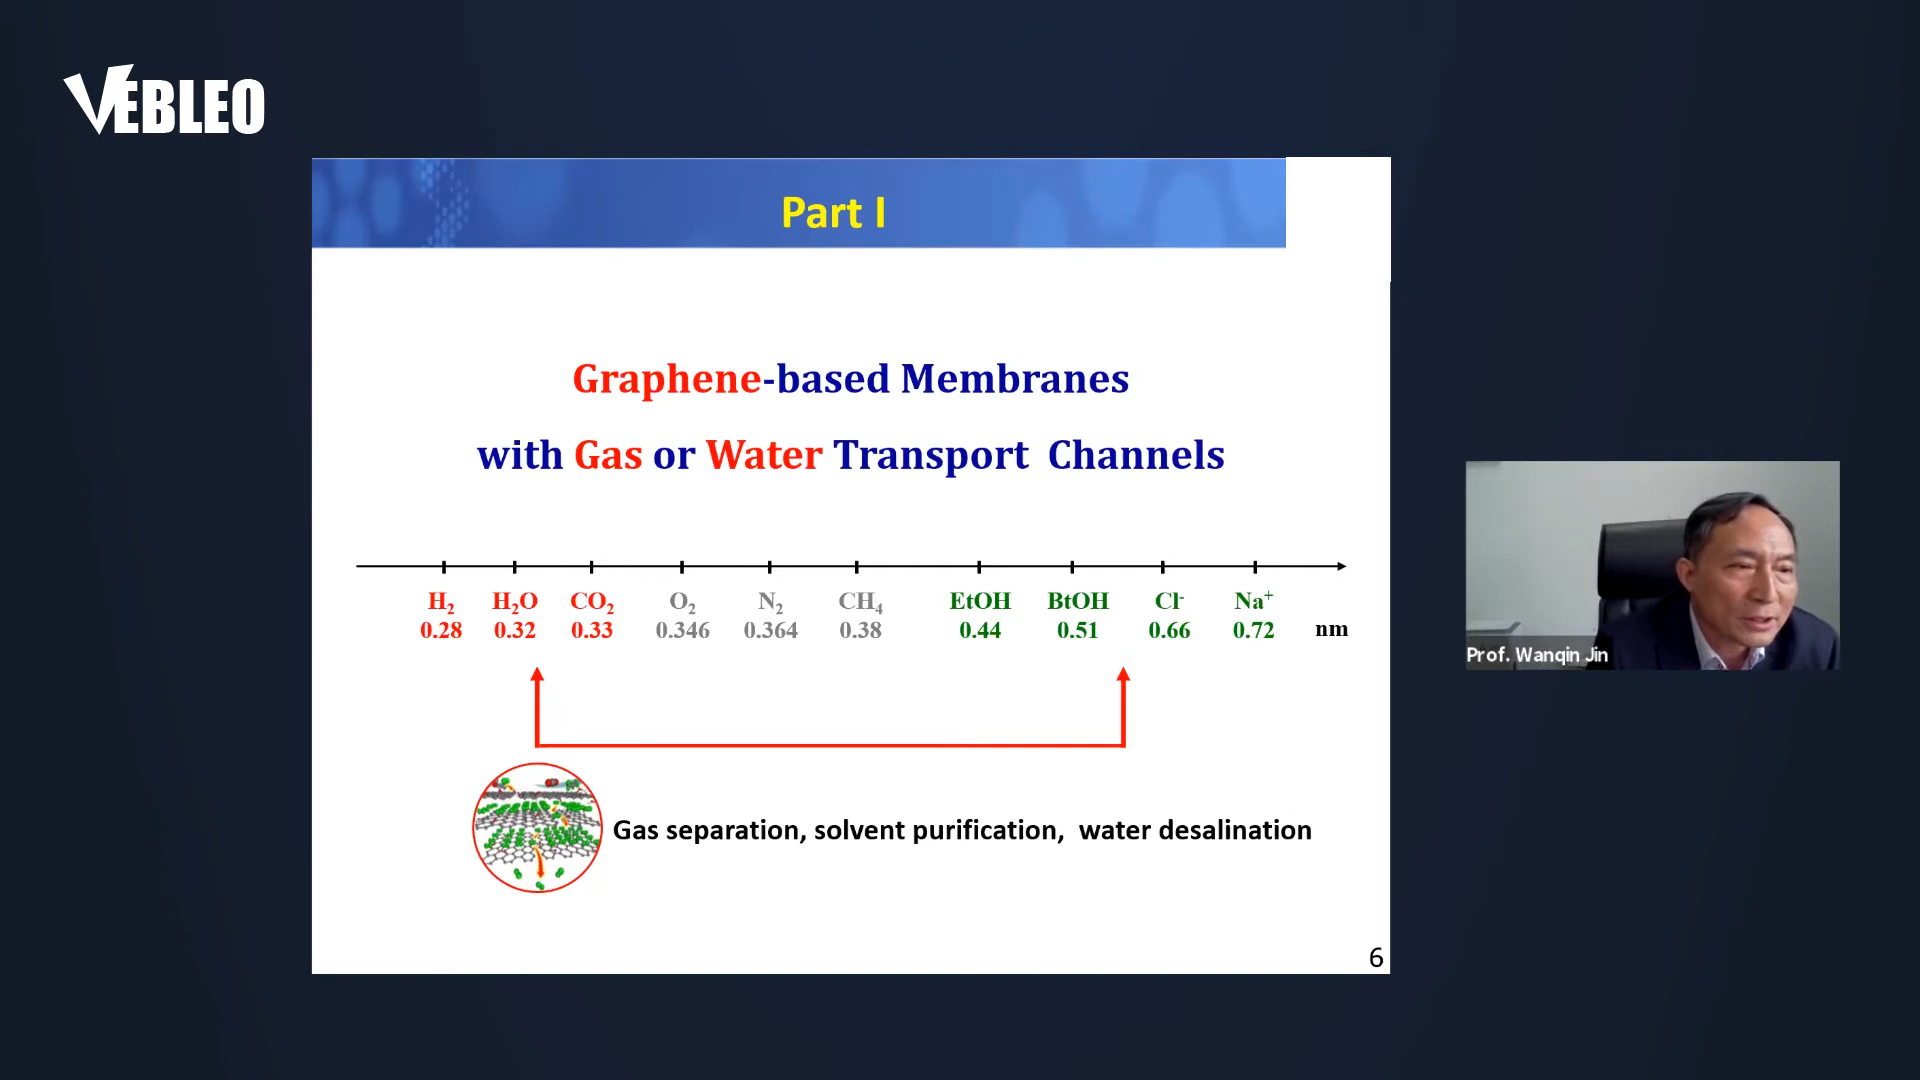 VEBLEO
Part I
Graphene-based Membranes
with Gas or Water Transport Channels
H₂ H₂O CO₂ O₂ N₂ CH₄ EtOH BtOH Cl⁻ Na⁺
0.28 0.32 0.33 0.346 0.364 0.38 0.44 0.51 0.66 0.72 nm
Prof. Wanqin Jin
Gas separation, solvent purification, water desalination
6